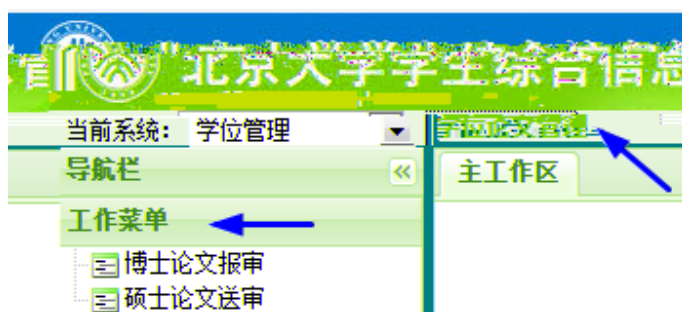 北京大学学生综合信息
当前系统： 学位管理
导航栏
主工作区
工作菜单
博士论文报审
硕士论文送审